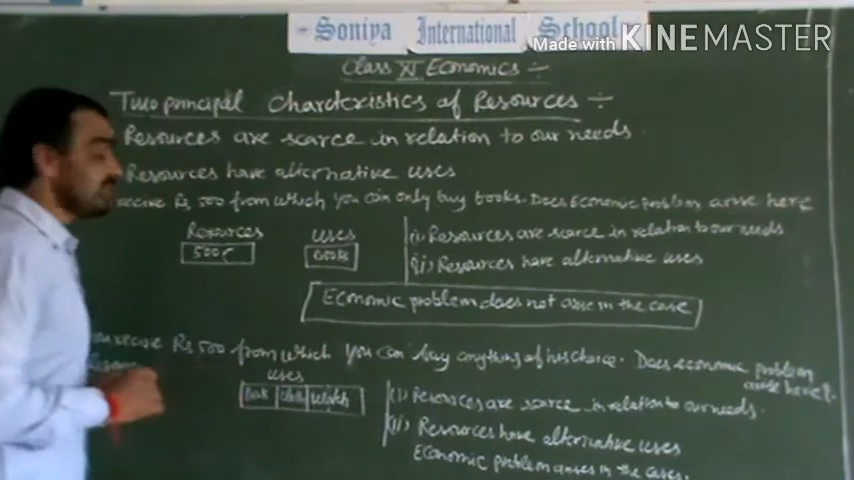 Soniya International School
Made with KINEMASTER
Class XI Economics :-
Two principal Charcteristics of Resources :-
Resources are scarce in relation to our needs
Resources have alternative uses
Rs 500 from which you can only buy books. Does Economic problem arise here
Resources uses
500 books
(i) Resources are scarce in relation to our needs
(ii) Resources have alternative uses
Economic problem does not arise in the case
Rs 500 from which you can buy anything of his choice. Does economic problem
arise here?
uses
(i) Resources are scarce in relation to our needs.
(ii) Resources have alternative uses
Economic problem arises in the cases.